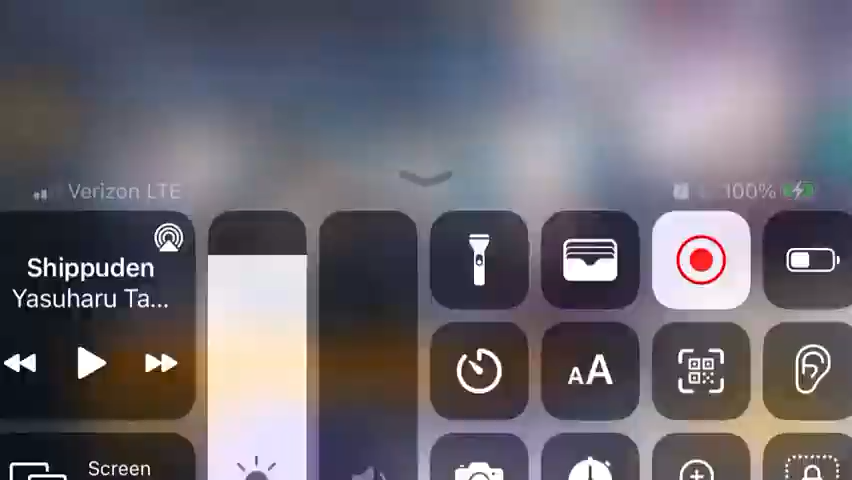 Verizon LTE
100%
Shippuden
Yasuharu Ta...
AA
Screen